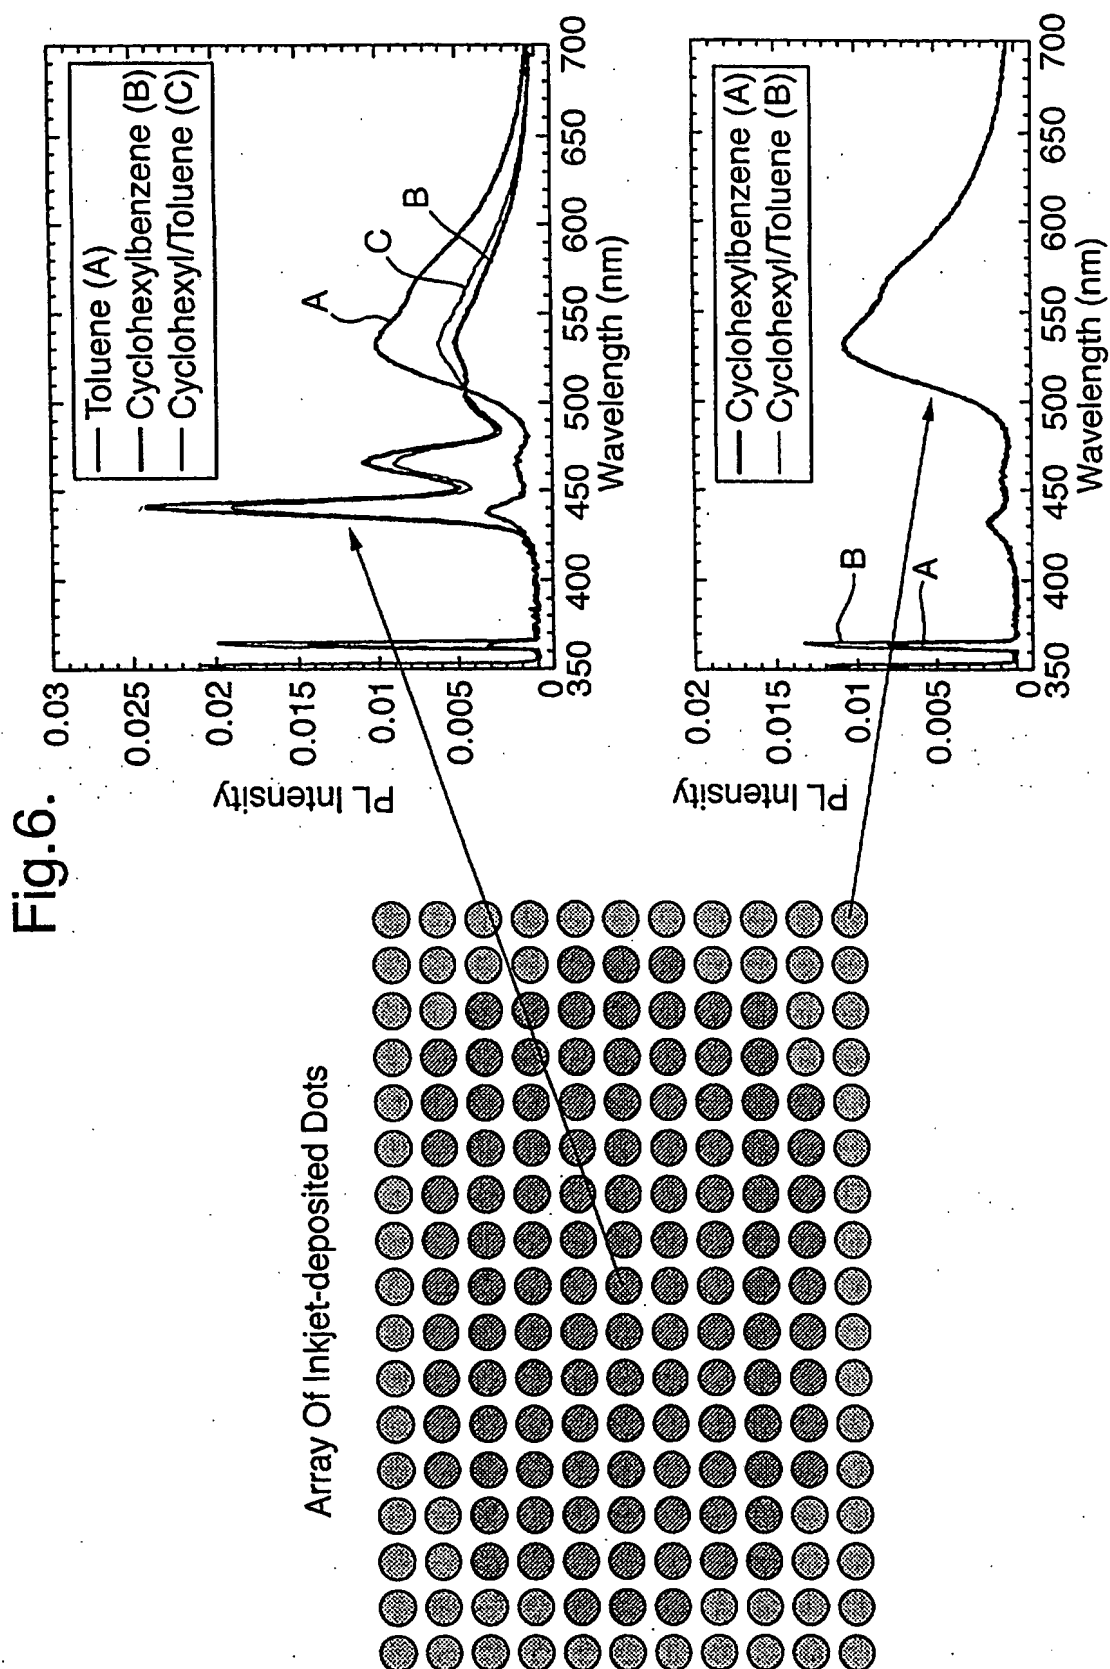 Fig.6.
Array Of Inkjet-deposited Dots
PL Intensity
0.03
0.025
0.02
0.015
0.01
0.005
0
Toluene (A)
Cyclohexylbenzene (B)
Cyclohexyl/Toluene (C)
A
C
B
350 400 450 500 550 600 650 700
Wavelength (nm)
PL Intensity
0.02
0.015
0.01
0.005
0
Cyclohexylbenzene (A)
Cyclohexyl/Toluene (B)
B
A
350 400 450 500 550 600 650 700
Wavelength (nm)